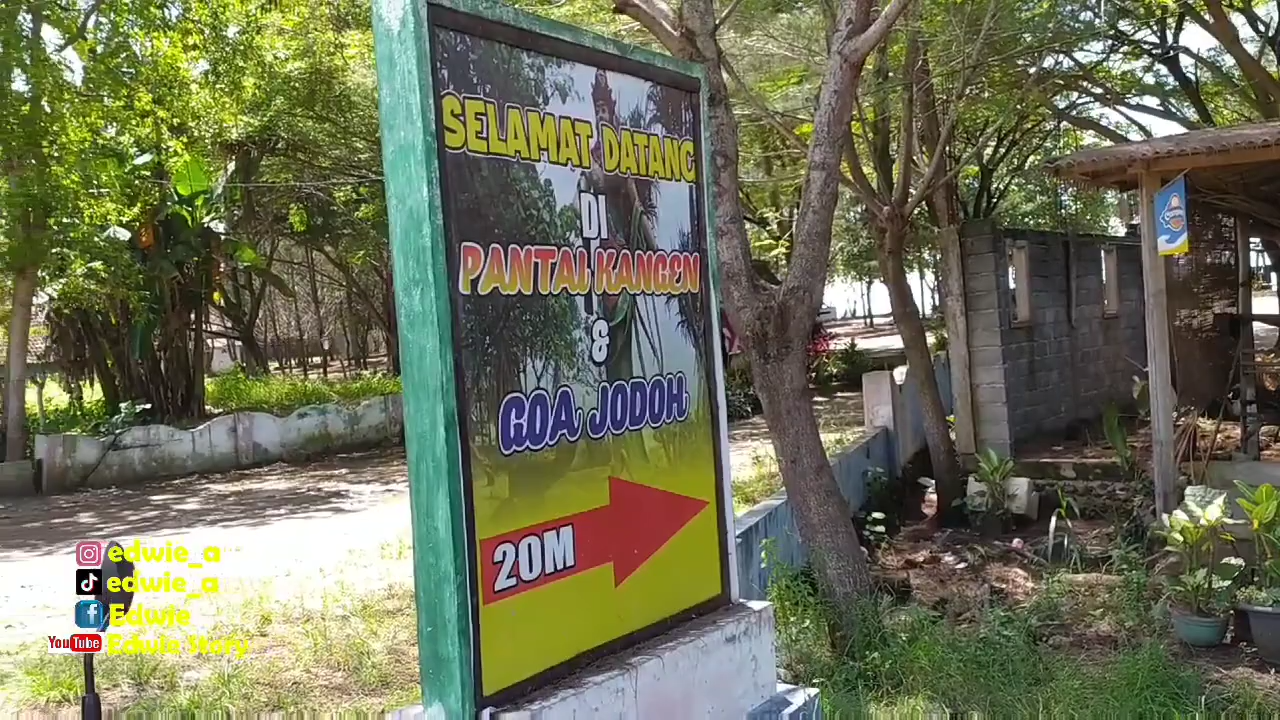 SELAMAT DATANG
DI
PANTAI KANGEN
&
GOA JODOH
20M
edwie_a
edwie_a
Edwie
YouTube Edwie Story